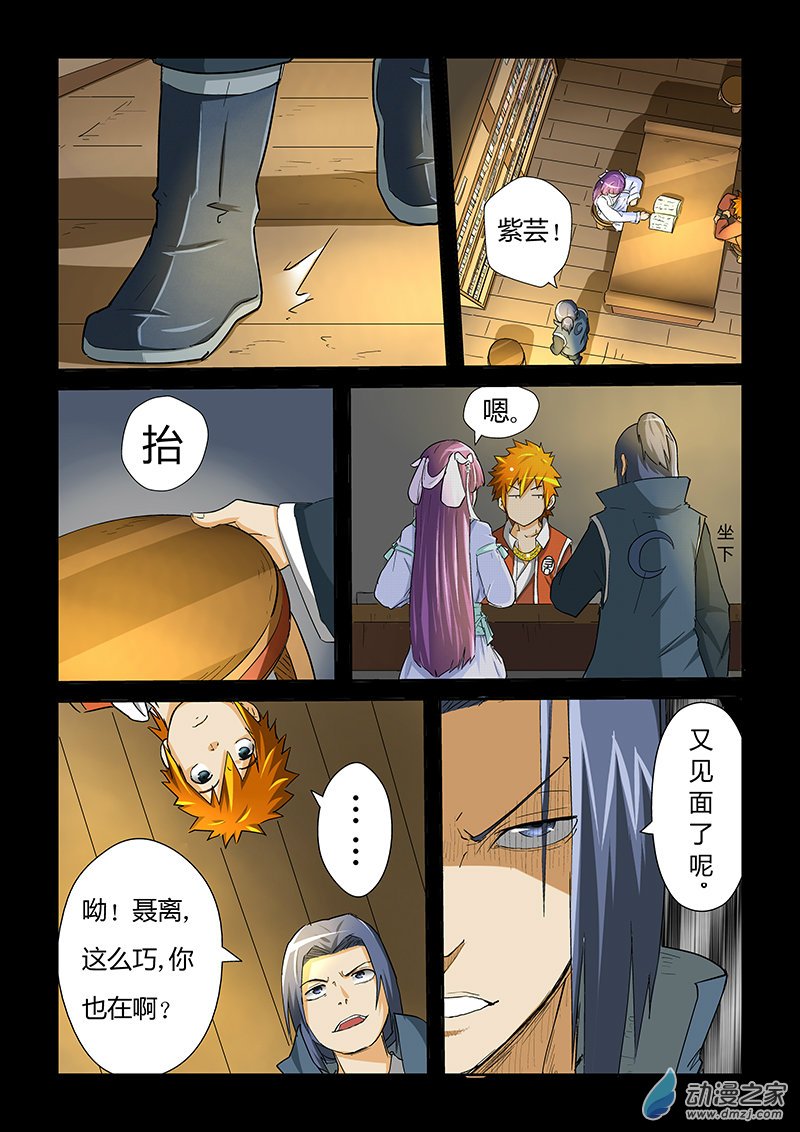 紫芸！
抬
嗯。
坐下
……
呦！聂离，
这么巧，你
也在啊？
又见面了呢。
动漫之家
www.dmzj.com